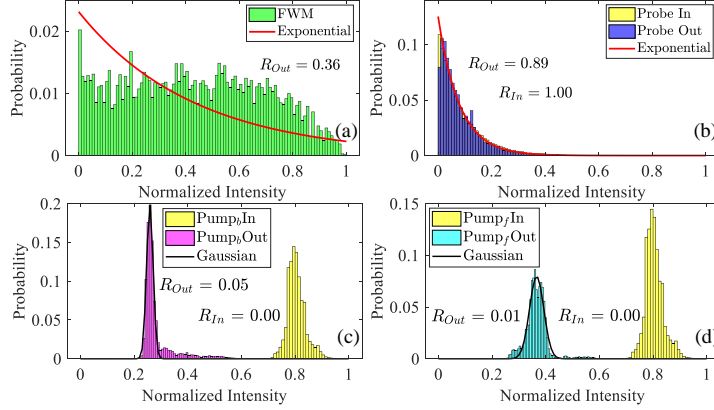 FWM
Exponential
R_Out = 0.36
(a)
0.02
0.01
0
Probability
0 0.2 0.4 0.6 0.8 1
Normalized Intensity
Probe In
Probe Out
Exponential
R_Out = 0.89
R_In = 1.00
(b)
0.1
0.05
0
Probability
0 0.2 0.4 0.6 0.8 1
Normalized Intensity
Pump_b In
Pump_b Out
Gaussian
R_Out = 0.05
R_In = 0.00
(c)
0.2
0.15
0.1
0.05
0
Probability
0 0.2 0.4 0.6 0.8 1
Normalized Intensity
Pump_f In
Pump_f Out
Gaussian
R_Out = 0.01
R_In = 0.00
(d)
0.15
0.1
0.05
0
Probability
0 0.2 0.4 0.6 0.8 1
Normalized Intensity